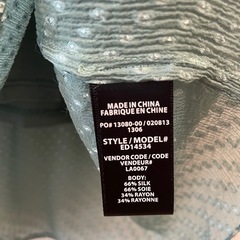 MADE IN CHINA
FABRIQUE EN CHINE
PO# 13080-00 / 020813
1306
STYLE / MODEL#
ED14534
VENDOR CODE / CODE
VENDEUR#
LA0067
BODY:
66% SILK
66% SOIE
34% RAYON
34% RAYONNE